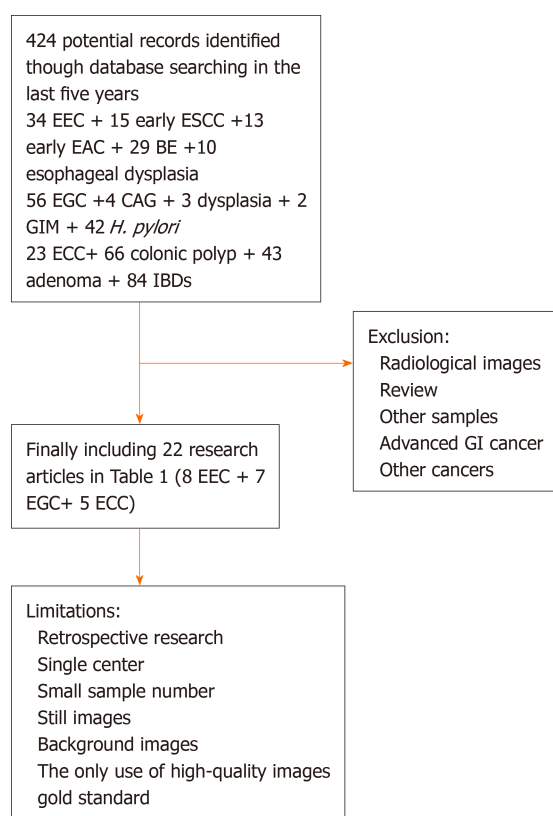 424 potential records identified
though database searching in the
last five years
34 EEC + 15 early ESCC +13
early EAC + 29 BE +10
esophageal dysplasia
56 EGC +4 CAG + 3 dysplasia + 2
GIM + 42 H. pylori
23 ECC+ 66 colonic polyp + 43
adenoma + 84 IBDs
Exclusion:
Radiological images
Review
Other samples
Advanced GI cancer
Other cancers
Finally including 22 research
articles in Table 1 (8 EEC + 7
EGC+ 5 ECC)
Limitations:
Retrospective research
Single center
Small sample number
Still images
Background images
The only use of high-quality images
gold standard